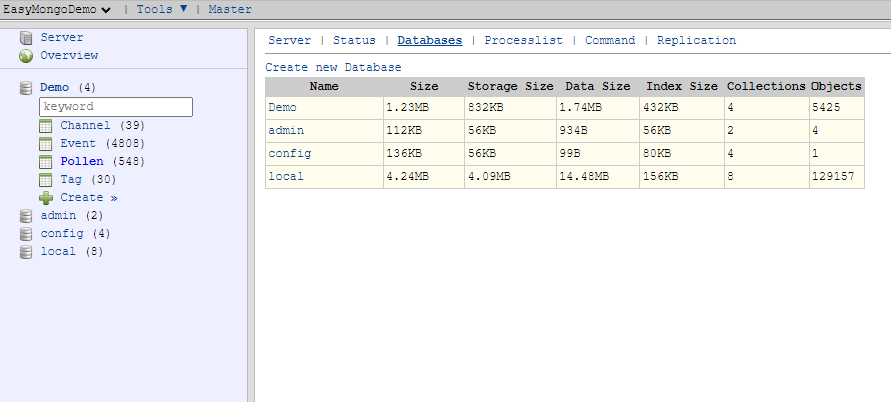 EasyMongoDemo | Tools ▼ | Master
Server
Overview
Demo (4)
keyword
Channel (39)
Event (4808)
Pollen (548)
Tag (30)
Create »
admin (2)
config (4)
local (8)
Server | Status | Databases | Processlist | Command | Replication
Create new Database
Name Size Storage Size Data Size Index Size Collections Objects
Demo 1.23MB 832KB 1.74MB 432KB 4 5425
admin 112KB 56KB 934B 56KB 2 4
config 136KB 56KB 99B 80KB 4 1
local 4.24MB 4.09MB 14.48MB 156KB 8 129157